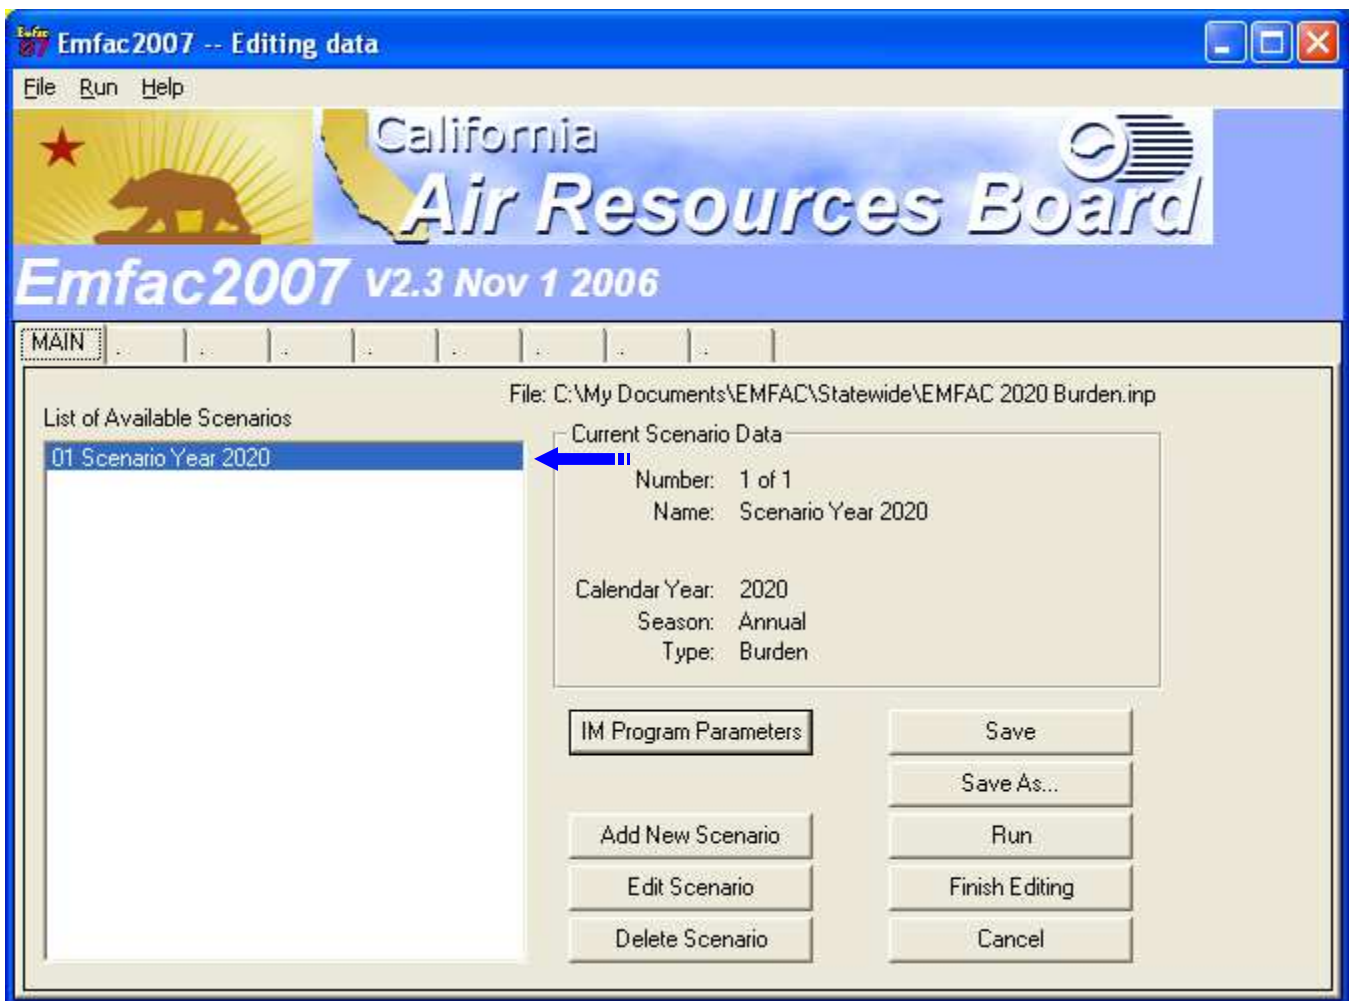 Emfac2007 -- Editing data
File Run Help
California
Air Resources Board
Emfac2007 V2.3 Nov 1 2006
MAIN . . . . . . . .
File: C:\My Documents\EMFAC\Statewide\EMFAC 2020 Burden.inp
List of Available Scenarios
01 Scenario Year 2020
Current Scenario Data
Number: 1 of 1
Name: Scenario Year 2020
Calendar Year: 2020
Season: Annual
Type: Burden
IM Program Parameters
Save
Save As...
Add New Scenario
Run
Edit Scenario
Finish Editing
Delete Scenario
Cancel